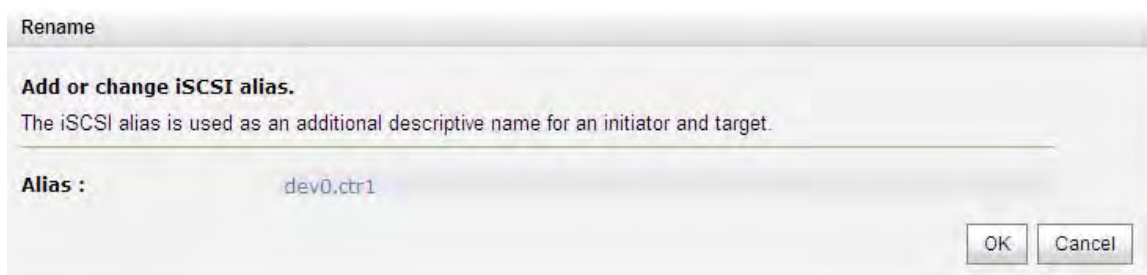 Rename
Add or change iSCSI alias.
The iSCSI alias is used as an additional descriptive name for an initiator and target.
Alias : dev0.ctr1
OK Cancel